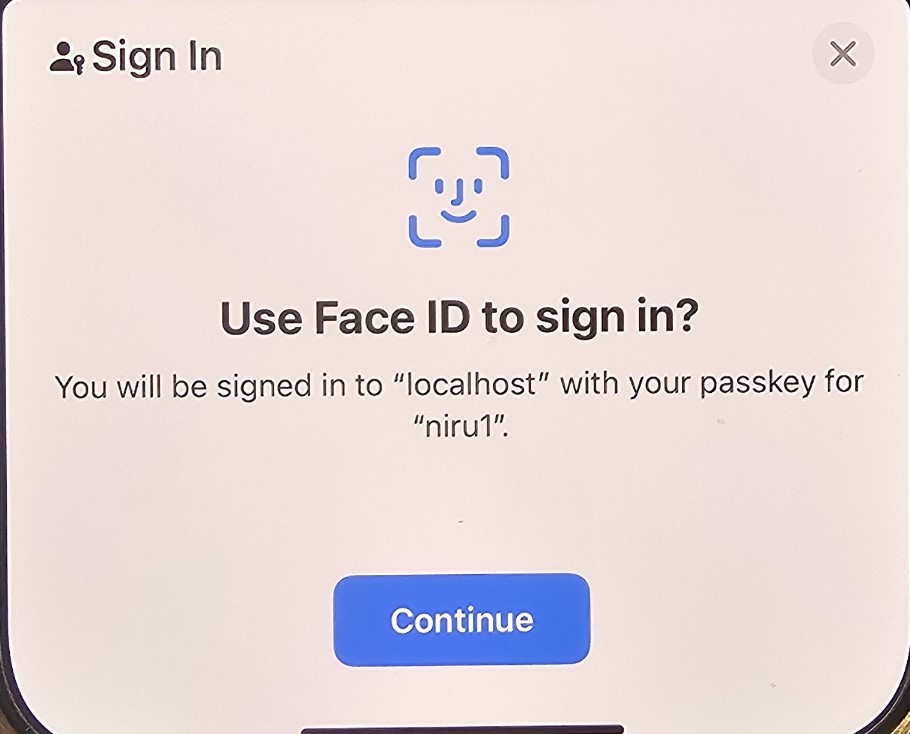 Sign In
Use Face ID to sign in?
You will be signed in to “localhost” with your passkey for
“niru1”.
Continue